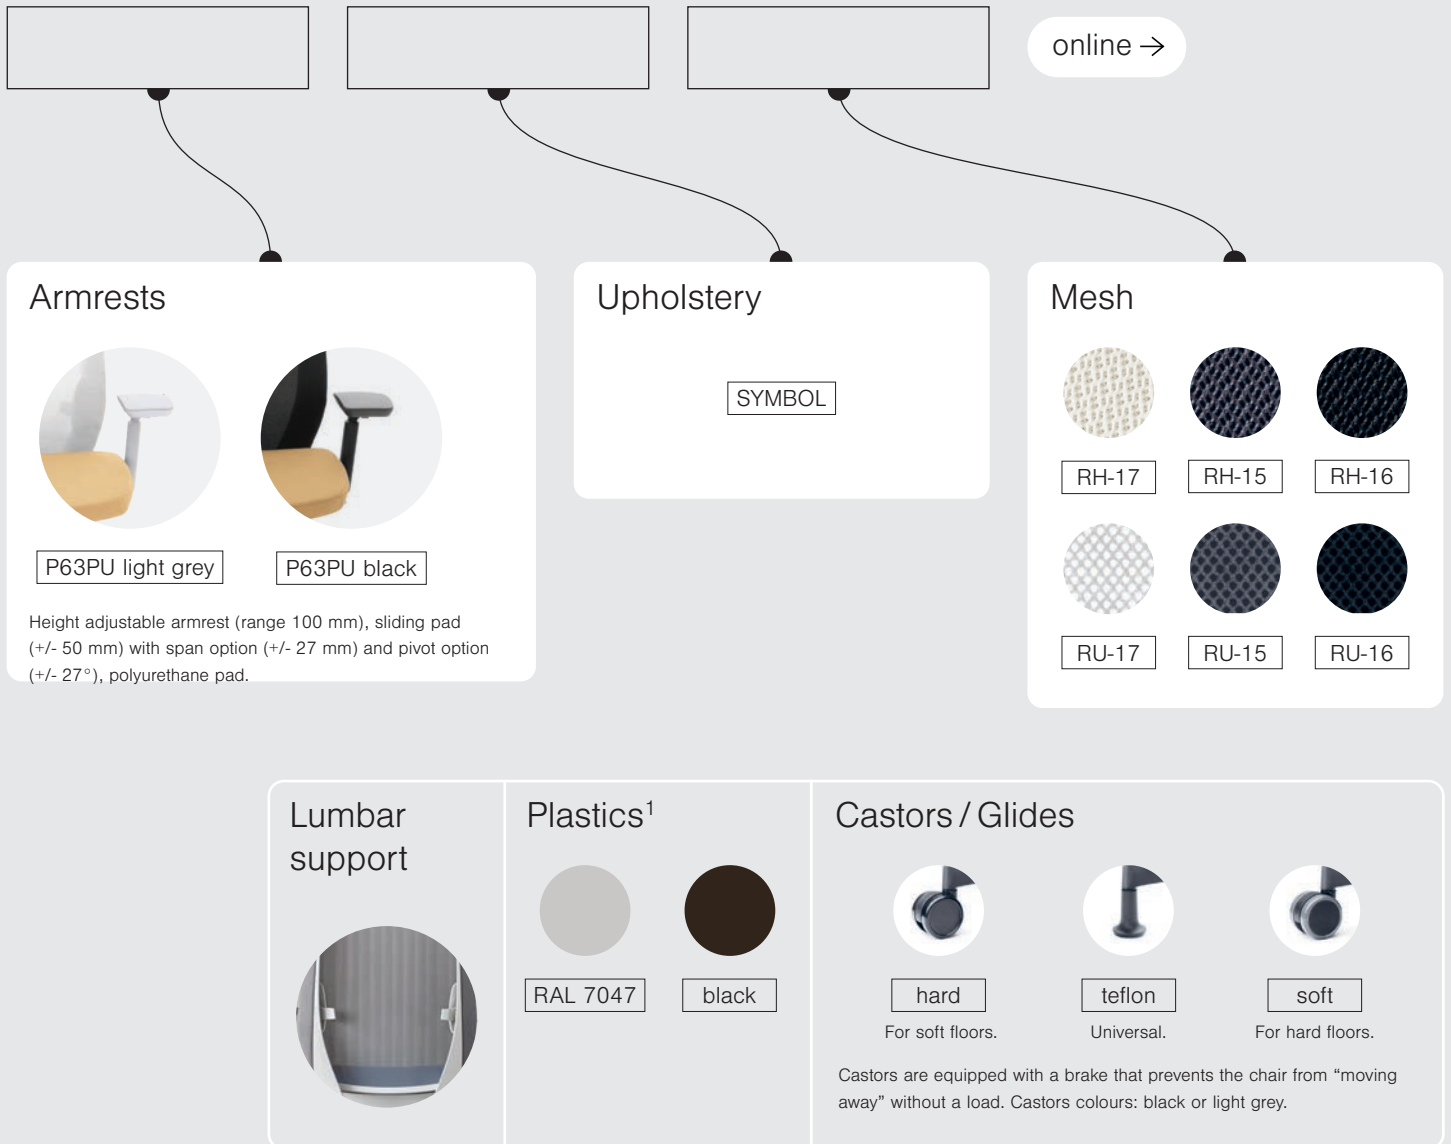 online →
Armrests
P63PU light grey
P63PU black
Height adjustable armrest (range 100 mm), sliding pad
(+/- 50 mm) with span option (+/- 27 mm) and pivot option
(+/- 27°), polyurethane pad.
Upholstery
SYMBOL
Mesh
RH-17
RH-15
RH-16
RU-17
RU-15
RU-16
Lumbar
support
Plastics¹
RAL 7047
black
Castors / Glides
hard
teflon
soft
For soft floors.
Universal.
For hard floors.
Castors are equipped with a brake that prevents the chair from “moving
away” without a load. Castors colours: black or light grey.